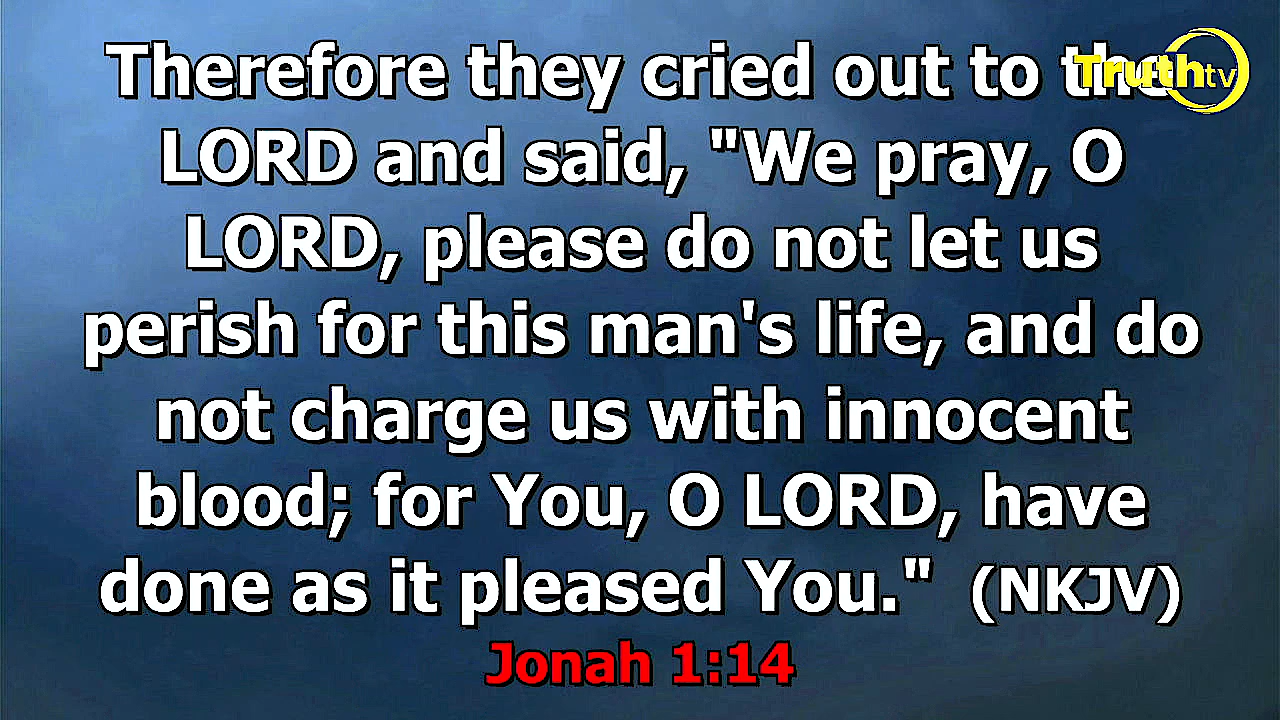 Therefore they cried out to the
Truthtv
LORD and said, "We pray, O
LORD, please do not let us
perish for this man's life, and do
not charge us with innocent
blood; for You, O LORD, have
done as it pleased You."  (NKJV)
Jonah 1:14